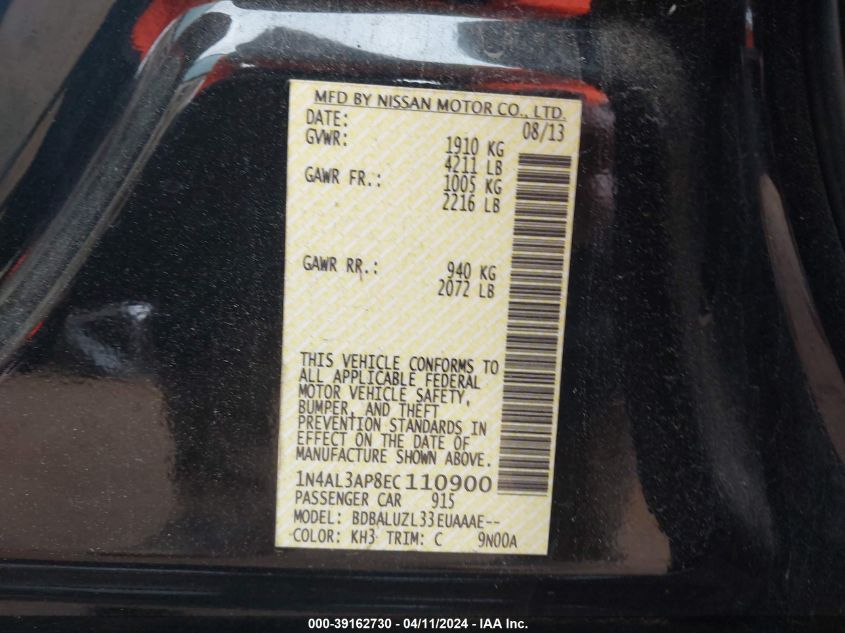 MFD BY NISSAN MOTOR CO., LTD.
DATE: 08/13
GVWR: 1910 KG
4211 LB
GAWR FR.: 1005 KG
2216 LB
GAWR RR.: 940 KG
2072 LB
THIS VEHICLE CONFORMS TO
ALL APPLICABLE FEDERAL
MOTOR VEHICLE SAFETY,
BUMPER, AND THEFT
PREVENTION STANDARDS IN
EFFECT ON THE DATE OF
MANUFACTURE SHOWN ABOVE.
1N4AL3AP8EC110900
PASSENGER CAR 915
MODEL: BDBALUZL33EUAAAE--
COLOR: KH3 TRIM: C 9N00A
000-39162730 - 04/11/2024 - IAA Inc.